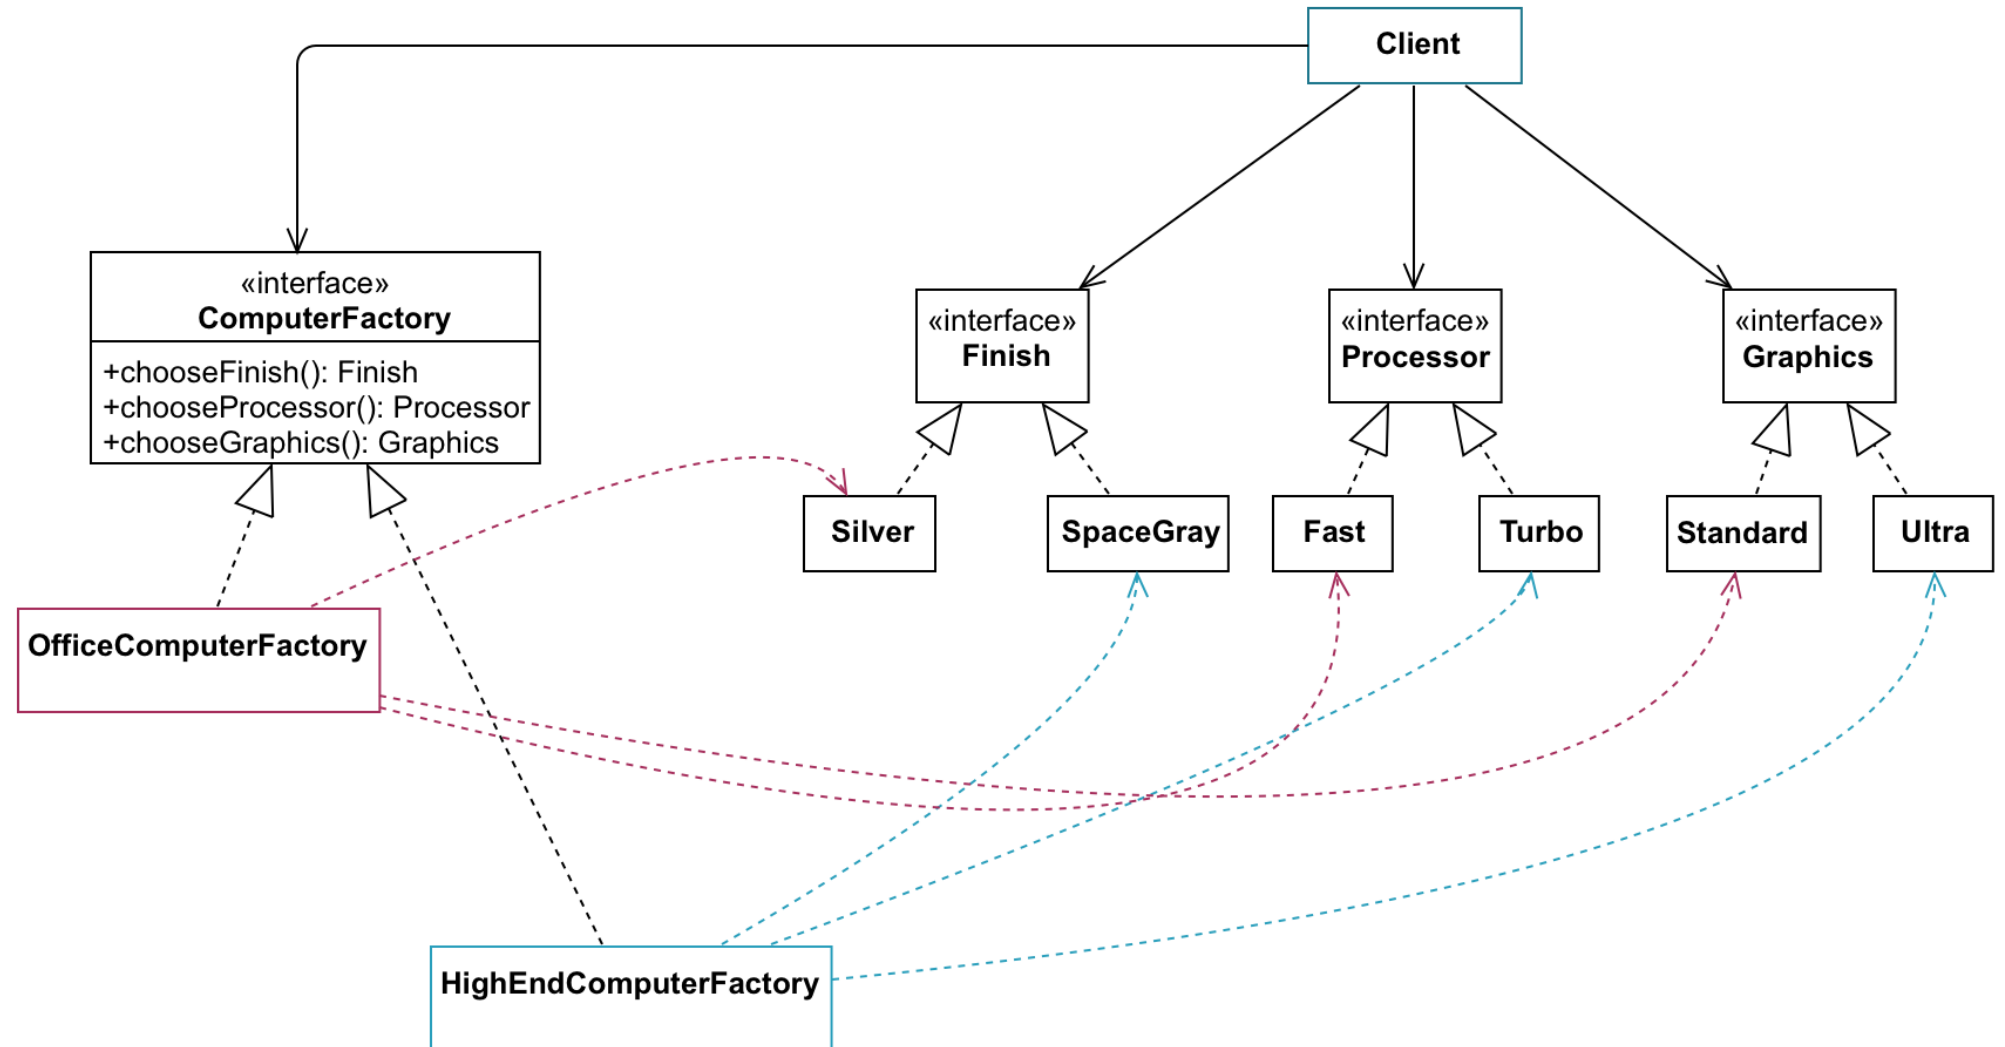 Client
«interface»
ComputerFactory
+chooseFinish(): Finish
+chooseProcessor(): Processor
+chooseGraphics(): Graphics
«interface»
Finish
«interface»
Processor
«interface»
Graphics
Silver
SpaceGray
Fast
Turbo
Standard
Ultra
OfficeComputerFactory
HighEndComputerFactory